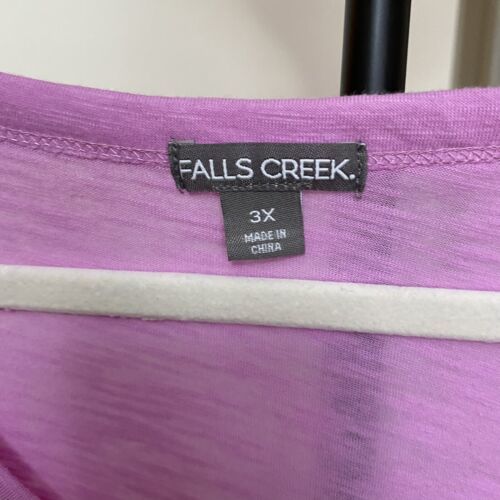 FALLS CREEK.
3X
MADE IN
CHINA